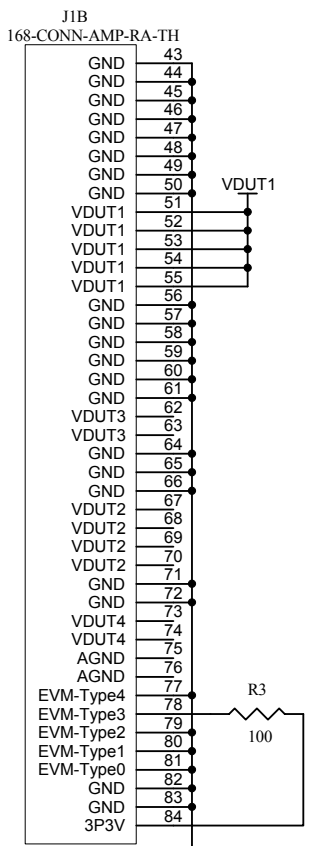 J1B
168-CONN-AMP-RA-TH
GND 43
GND 44
GND 45
GND 46
GND 47
GND 48
GND 49
GND 50
VDUT1
VDUT1 51
VDUT1 52
VDUT1 53
VDUT1 54
VDUT1 55
GND 56
GND 57
GND 58
GND 59
GND 60
GND 61
VDUT3 62
VDUT3 63
GND 64
GND 65
GND 66
VDUT2 67
VDUT2 68
VDUT2 69
VDUT2 70
GND 71
GND 72
VDUT4 73
VDUT4 74
AGND 75
AGND 76
EVM-Type4 77
EVM-Type3 78
R3
100
EVM-Type2 79
EVM-Type1 80
EVM-Type0 81
GND 82
GND 83
3P3V 84